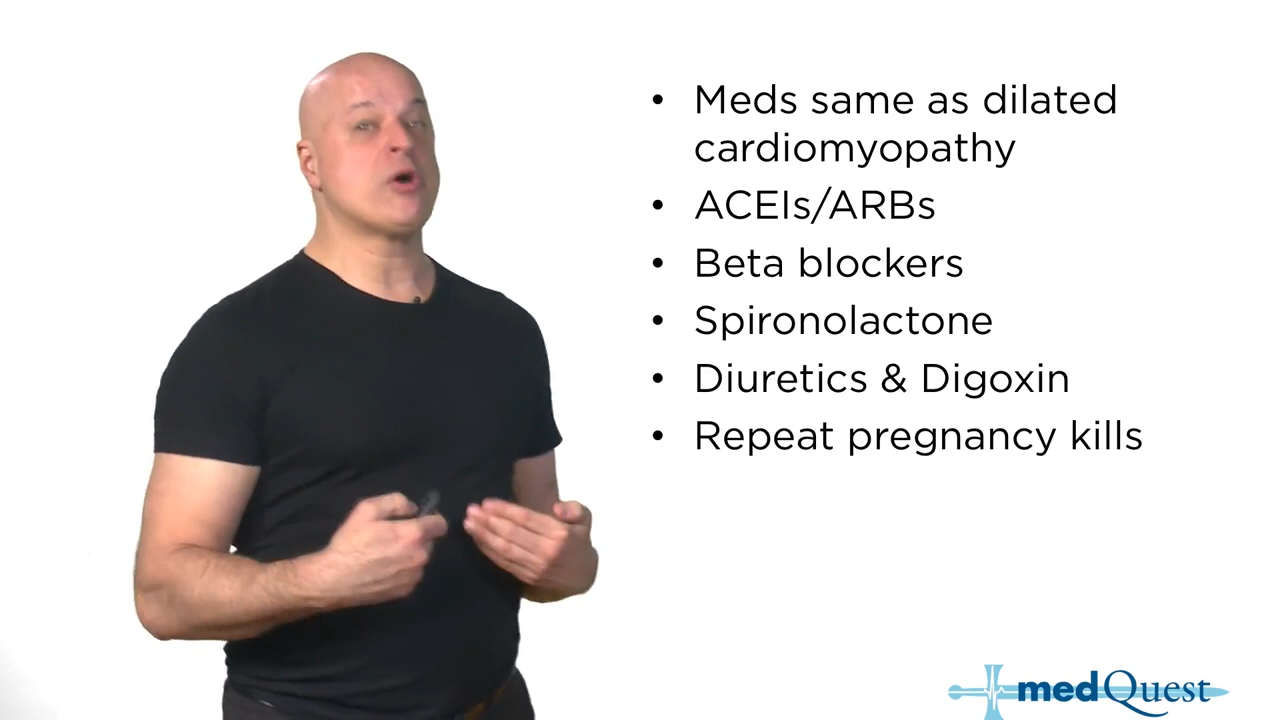 • Meds same as dilated
cardiomyopathy
• ACEIs/ARBs
• Beta blockers
• Spironolactone
• Diuretics & Digoxin
• Repeat pregnancy kills
medQuest